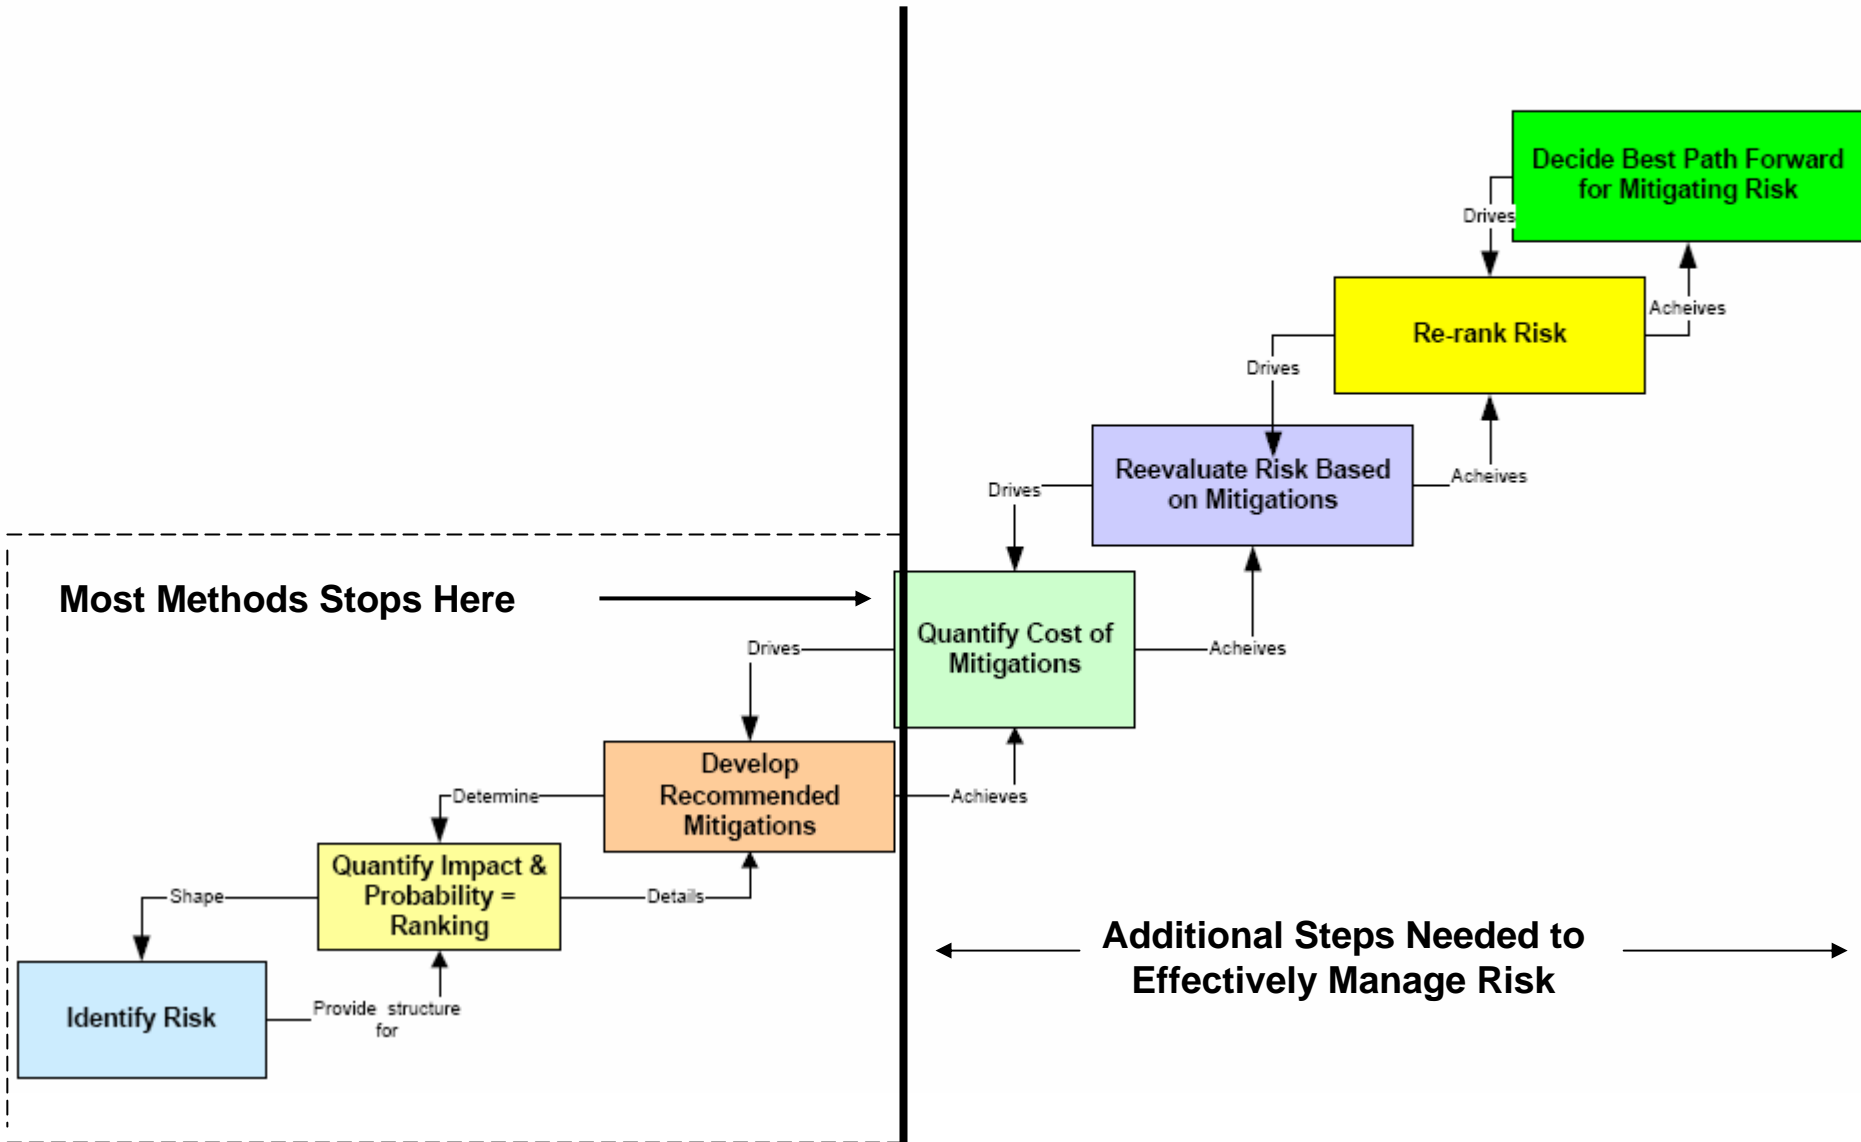 Decide Best Path Forward
for Mitigating Risk
Drives
Re-rank Risk
Acheives
Drives
Reevaluate Risk Based
on Mitigations
Acheives
Drives
Most Methods Stops Here
Quantify Cost of
Mitigations
Drives
Acheives
Develop
Recommended
Mitigations
Determine
Achieves
Quantify Impact &
Probability =
Ranking
Shape
Details
Additional Steps Needed to
Effectively Manage Risk
Identify Risk
Provide structure
for